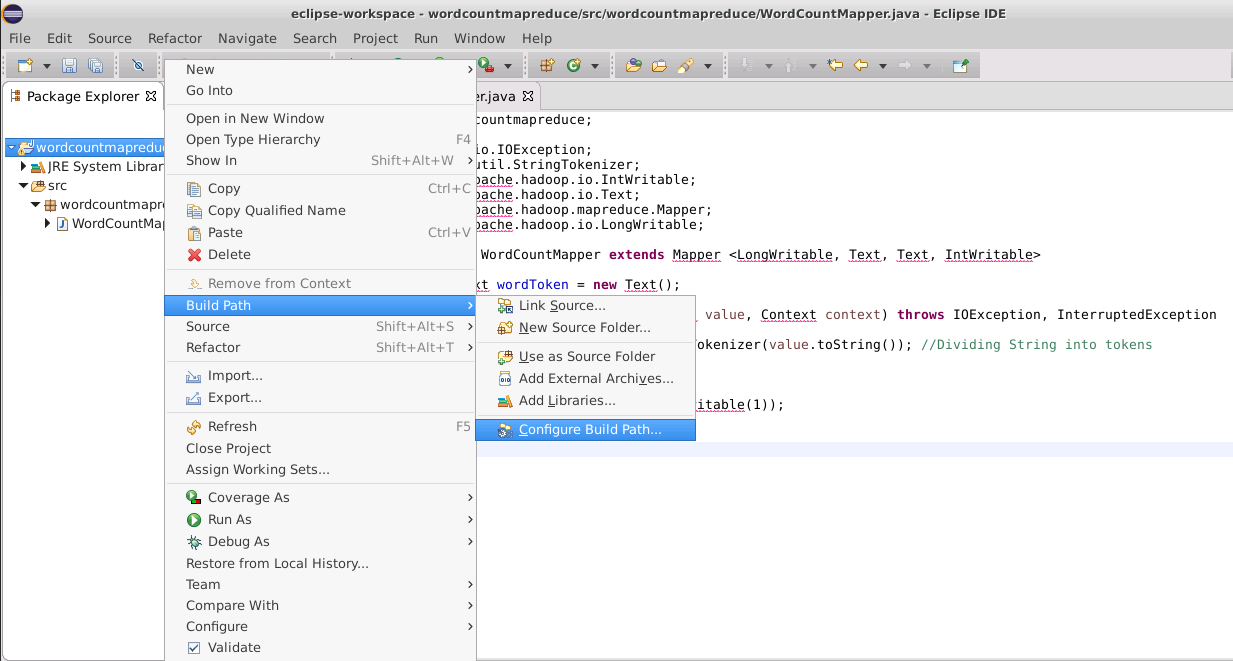 eclipse-workspace - wordcountmapreduce/src/wordcountmapreduce/WordCountMapper.java - Eclipse IDE
File Edit Source Refactor Navigate Search Project Run Window Help
Package Explorer
er.java
wordcountmapredu
JRE System Librar
src
wordcountmapr
WordCountMap
New
Go Into
Open in New Window
Open Type Hierarchy F4
Show In Shift+Alt+W
Copy Ctrl+C
Copy Qualified Name
Paste Ctrl+V
Delete
Remove from Context
Build Path
Source Shift+Alt+S
Refactor Shift+Alt+T
Import...
Export...
Refresh F5
Close Project
Assign Working Sets...
Coverage As
Run As
Debug As
Restore from Local History...
Team
Compare With
Configure
Validate
Link Source...
New Source Folder...
Use as Source Folder
Add External Archives...
Add Libraries...
Configure Build Path...
countmapreduce;
io.IOException;
util.StringTokenizer;
pache.hadoop.io.IntWritable;
pache.hadoop.io.Text;
pache.hadoop.mapreduce.Mapper;
pache.hadoop.io.LongWritable;
WordCountMapper extends Mapper <LongWritable, Text, Text, IntWritable>
xt wordToken = new Text();
value, Context context) throws IOException, InterruptedException
okenizer(value.toString()); //Dividing String into tokens
itable(1));